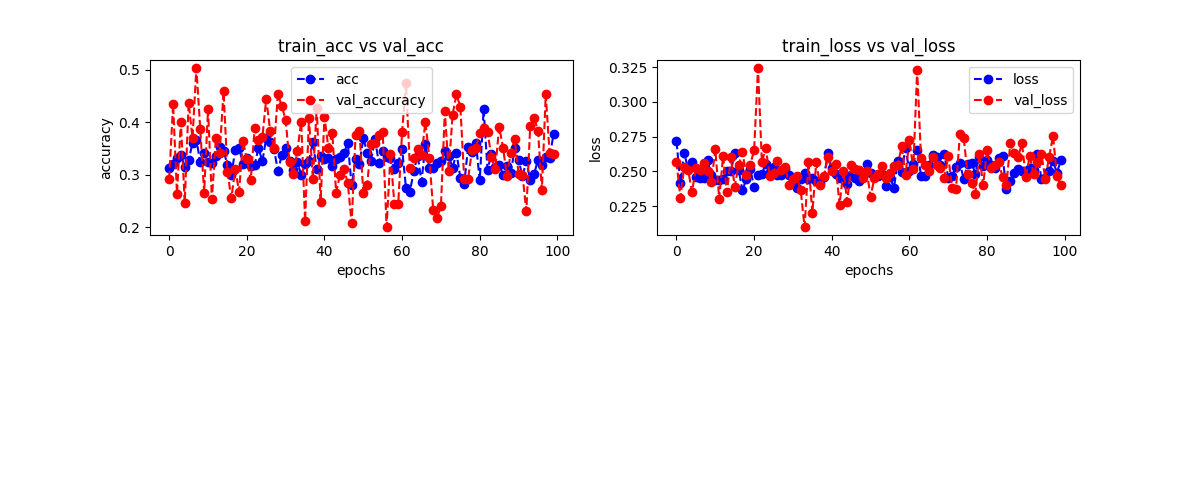 train_acc vs val_acc
accuracy
0.5
0.4
0.3
0.2
acc
val_accuracy
0 20 40 60 80 100
epochs
train_loss vs val_loss
loss
0.325
0.300
0.275
0.250
0.225
loss
val_loss
0 20 40 60 80 100
epochs